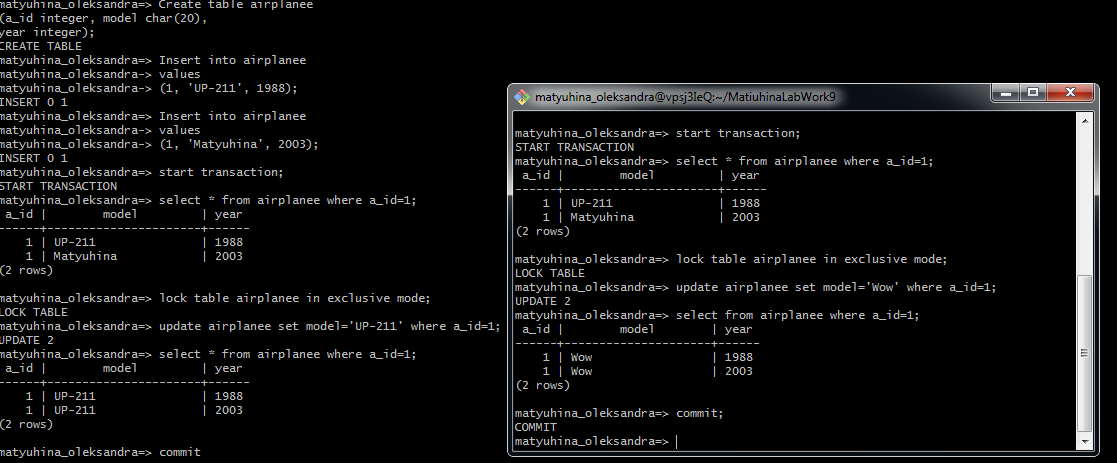 matyuhina_oleksandra=> Create table airplanee
(a_id integer, model char(20),
year integer);
CREATE TABLE
matyuhina_oleksandra=> Insert into airplanee
matyuhina_oleksandra-> values
matyuhina_oleksandra-> (1, 'UP-211', 1988);
INSERT 0 1
matyuhina_oleksandra=> Insert into airplanee
matyuhina_oleksandra-> values
matyuhina_oleksandra-> (1, 'Matyuhina', 2003);
INSERT 0 1
matyuhina_oleksandra=> start transaction;
START TRANSACTION
matyuhina_oleksandra=> select * from airplanee where a_id=1;
a_id | model | year
------+----------------------+------
1 | UP-211 | 1988
1 | Matyuhina | 2003
(2 rows)
matyuhina_oleksandra=> lock table airplanee in exclusive mode;
LOCK TABLE
matyuhina_oleksandra=> update airplanee set model='UP-211' where a_id=1;
UPDATE 2
matyuhina_oleksandra=> select * from airplanee where a_id=1;
a_id | model | year
------+----------------------+------
1 | UP-211 | 1988
1 | UP-211 | 2003
(2 rows)
matyuhina_oleksandra=> commit
matyuhina_oleksandra@vpsj3IeQ:~/MatiuhinaLabWork9
matyuhina_oleksandra=> start transaction;
START TRANSACTION
matyuhina_oleksandra=> select * from airplanee where a_id=1;
a_id | model | year
------+----------------------+------
1 | UP-211 | 1988
1 | Matyuhina | 2003
(2 rows)
matyuhina_oleksandra=> lock table airplanee in exclusive mode;
LOCK TABLE
matyuhina_oleksandra=> update airplanee set model='Wow' where a_id=1;
UPDATE 2
matyuhina_oleksandra=> select from airplanee where a_id=1;
a_id | model | year
------+----------------------+------
1 | Wow | 1988
1 | Wow | 2003
(2 rows)
matyuhina_oleksandra=> commit;
COMMIT
matyuhina_oleksandra=>